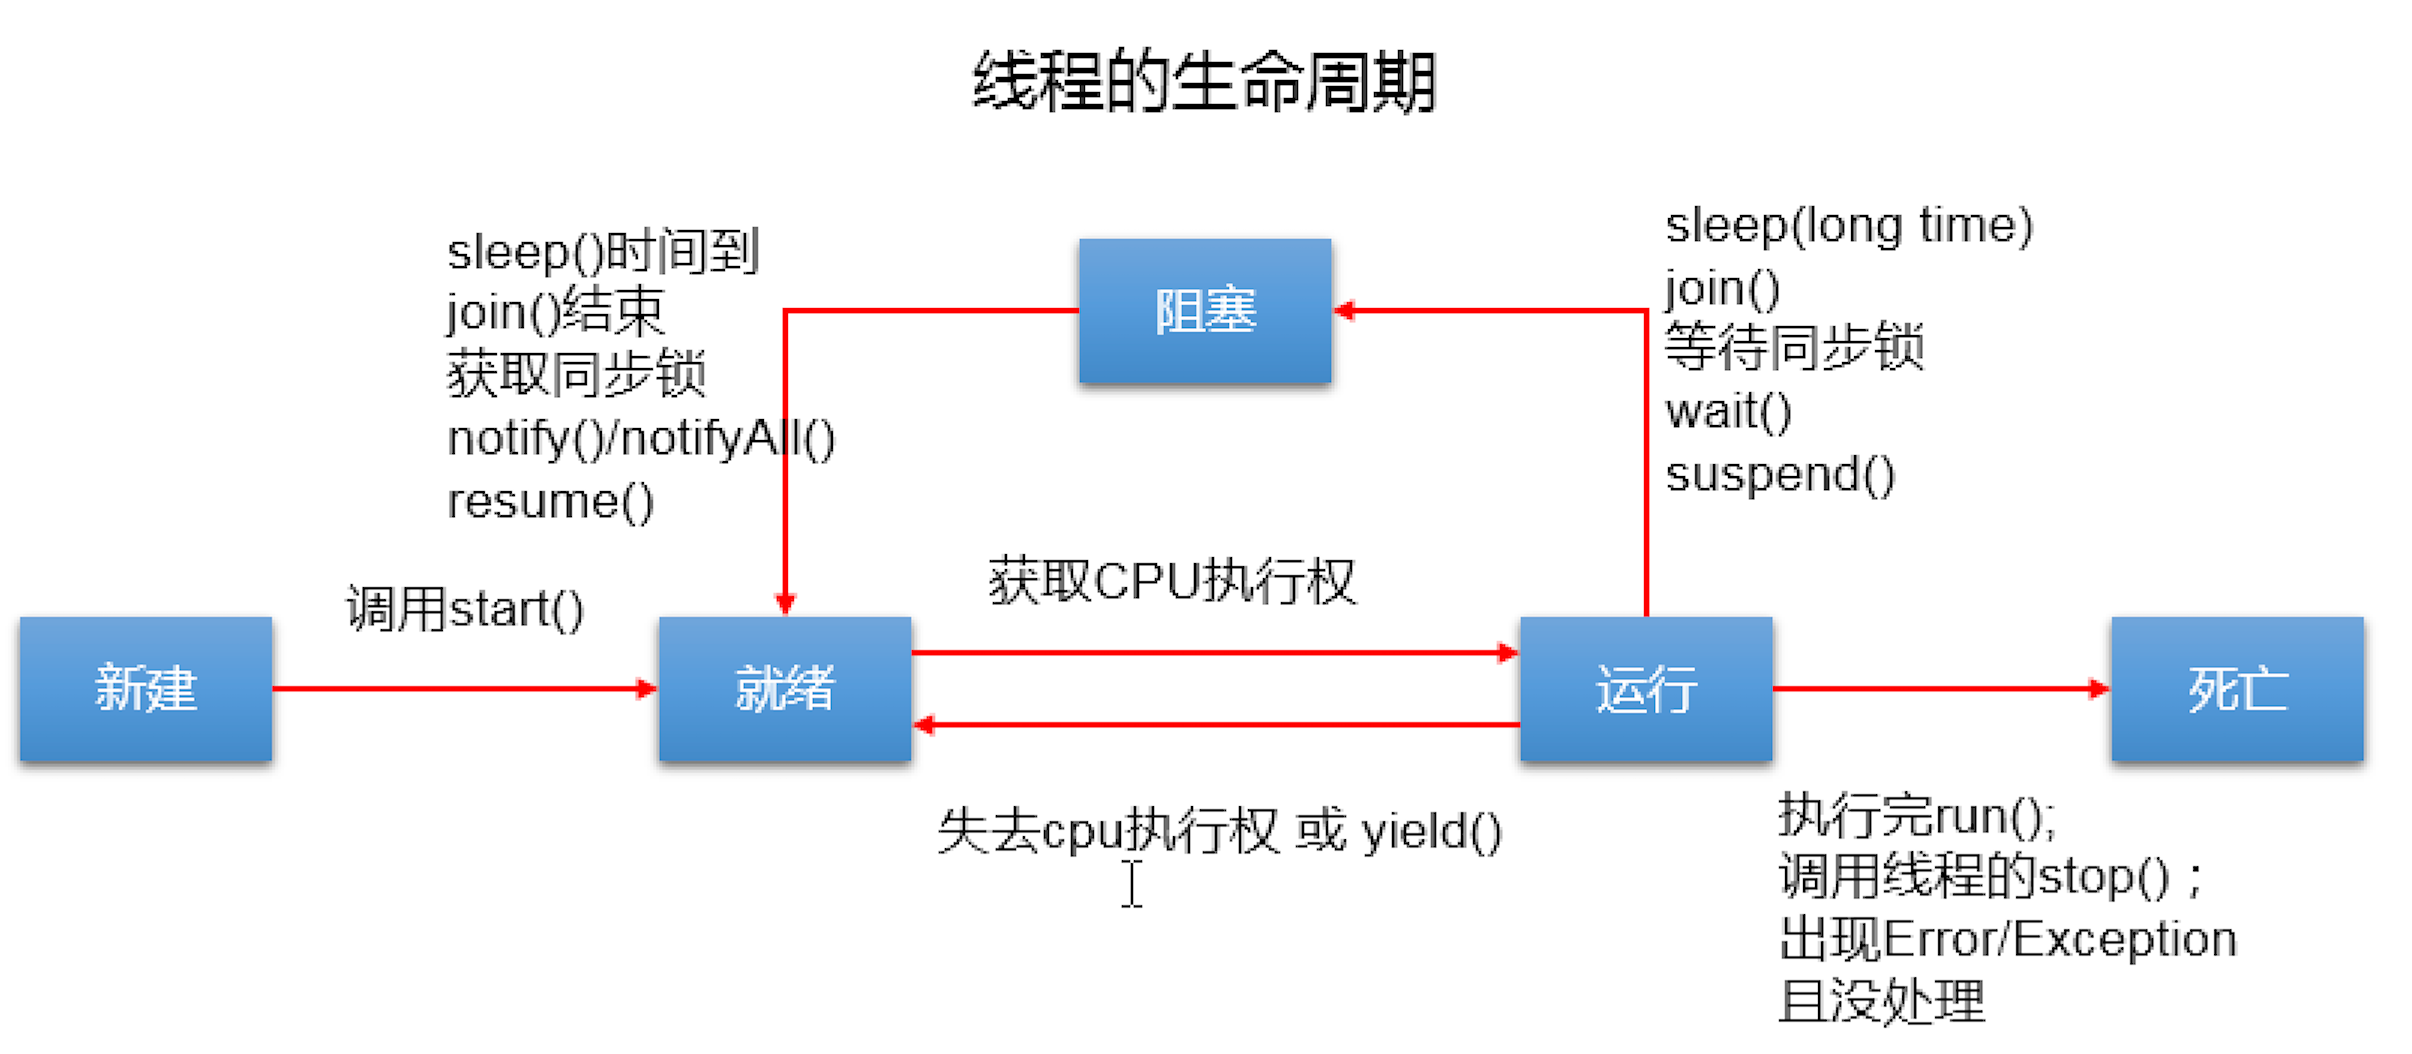 线程的生命周期
sleep()时间到
join()结束
获取同步锁
notify()/notifyAll()
resume()
阻塞
sleep(long time)
join()
等待同步锁
wait()
suspend()
调用start()
获取CPU执行权
新建
就绪
运行
死亡
失去cpu执行权 或 yield()
执行完run();
调用线程的stop()；
出现Error/Exception
且没处理